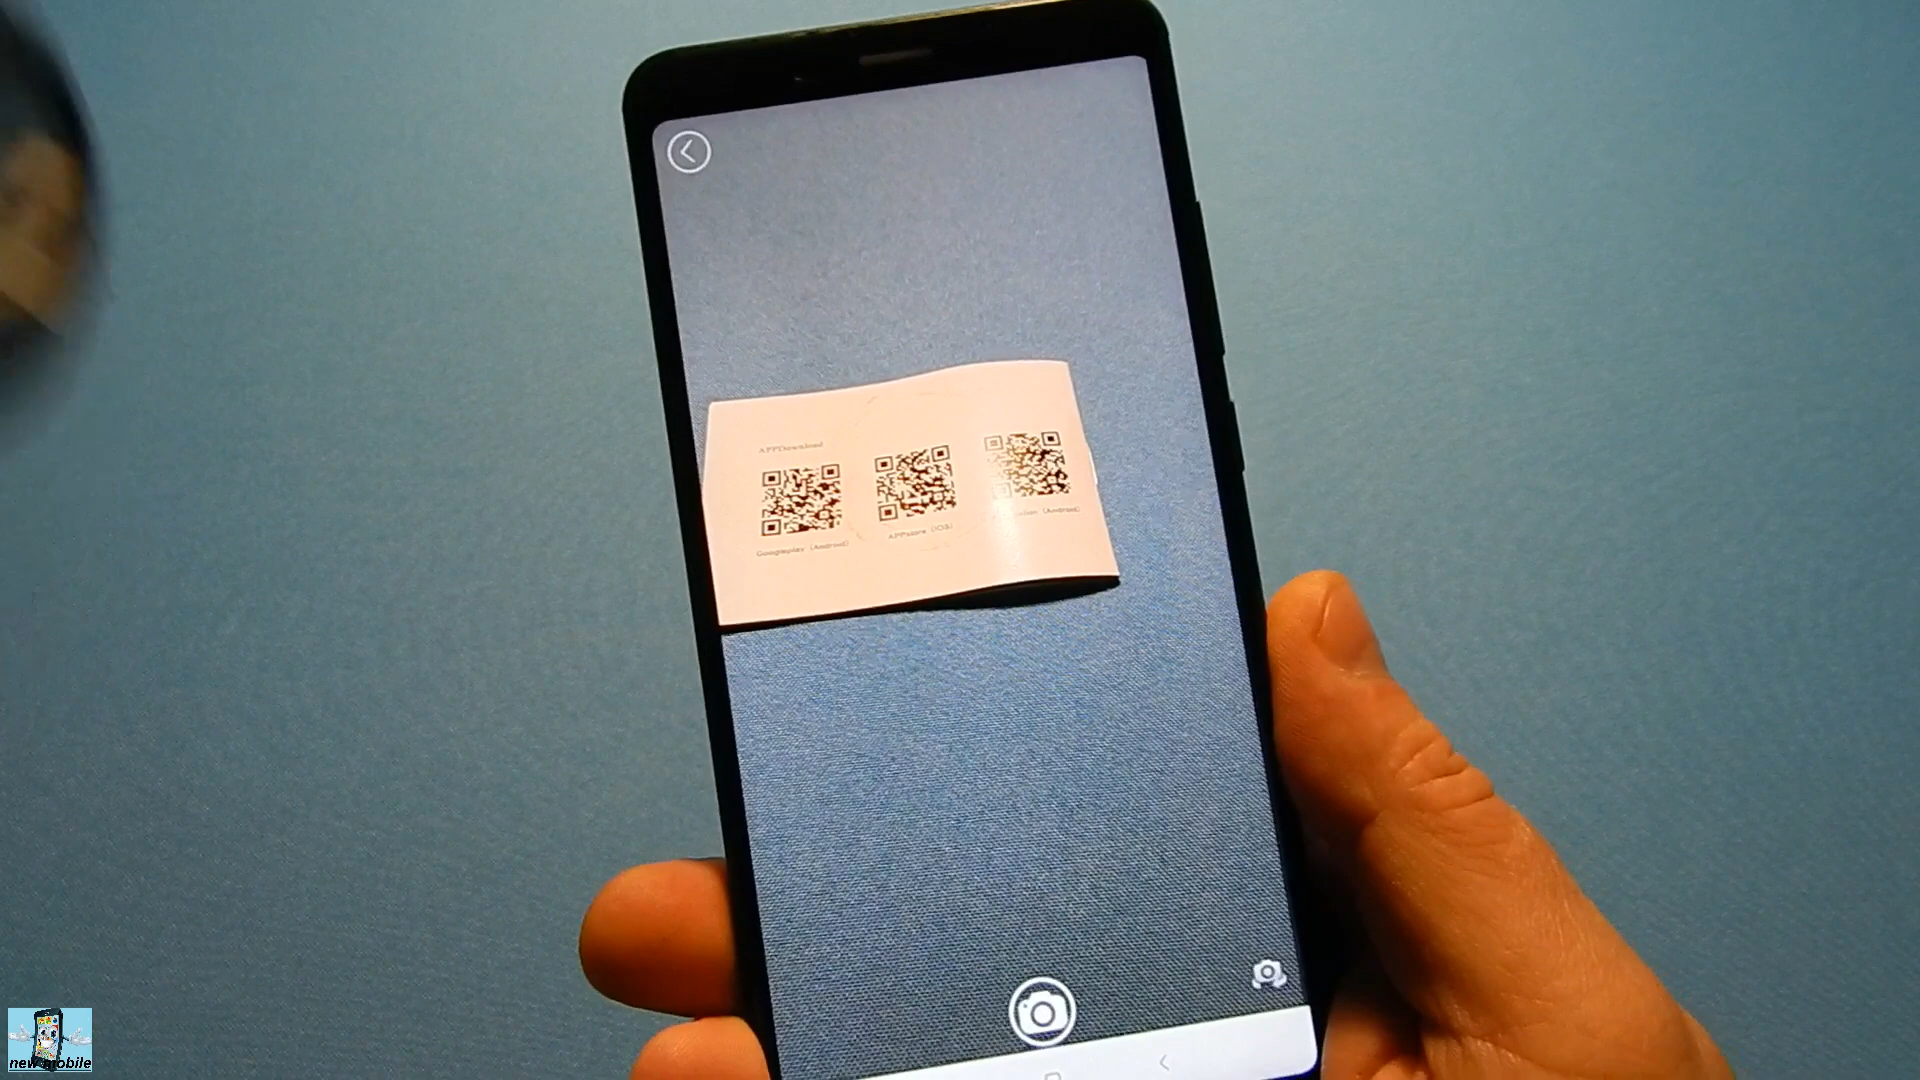 APPDownload
Googleplay (Android)
APPstore (IOS)
(Android)
new-mobile